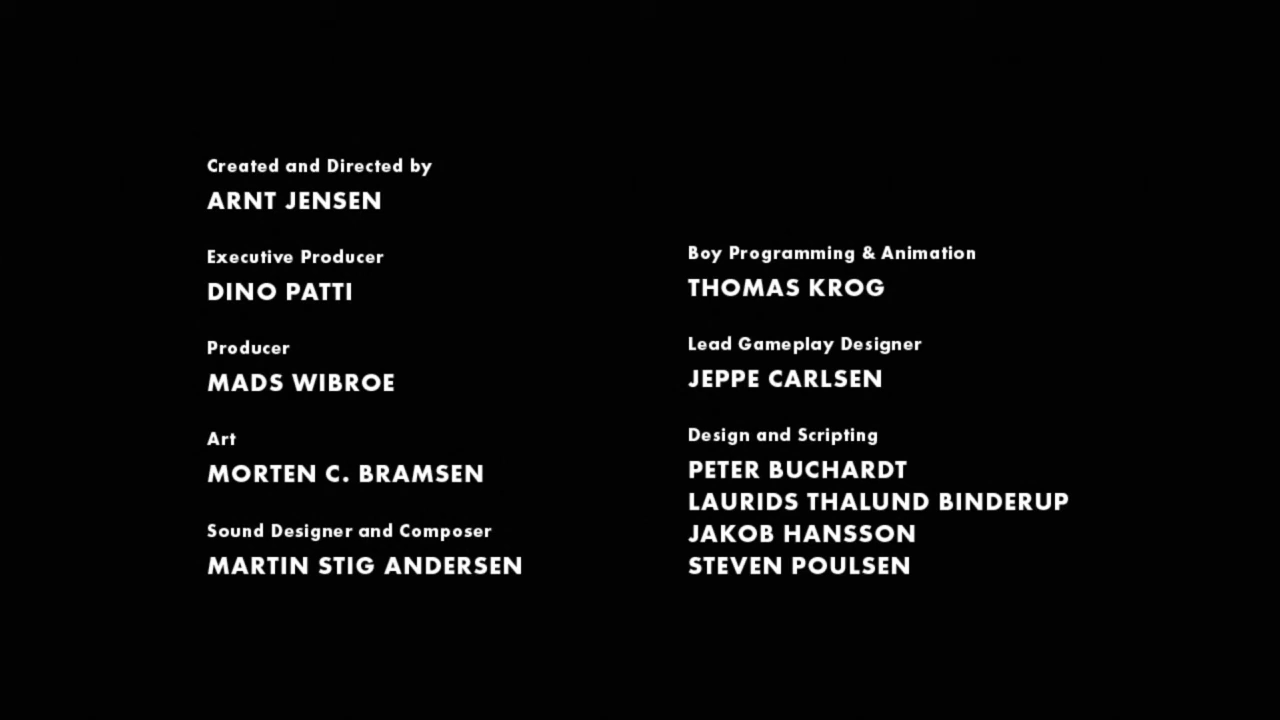 Created and Directed by
ARNT JENSEN
Executive Producer
DINO PATTI
Producer
MADS WIBROE
Art
MORTEN C. BRAMSEN
Sound Designer and Composer
MARTIN STIG ANDERSEN
Boy Programming & Animation
THOMAS KROG
Lead Gameplay Designer
JEPPE CARLSEN
Design and Scripting
PETER BUCHARDT
LAURIDS THALUND BINDERUP
JAKOB HANSSON
STEVEN POULSEN